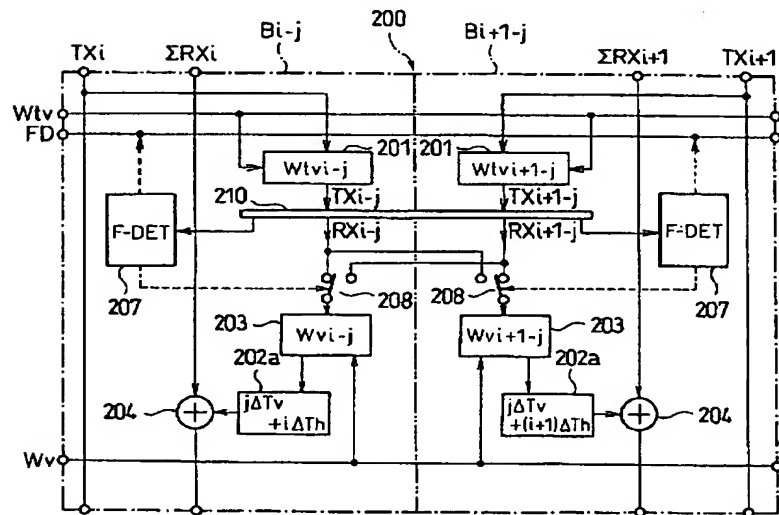 Bi-j 200 Bi+1-j
TXi ΣRXi ΣRXi+1 TXi+1
Wtv
FD
201 201
Wtvi-j Wtvi+1-j
TXi-j TXi+1-j
210
RXi-j RXi+1-j
F-DET F-DET
207 208 208 207
203 203
Wvi-j Wvi+1-j
202a 202a
204 + jΔTv jΔTv + 204
+iΔTh +(i+1)ΔTh
Wv